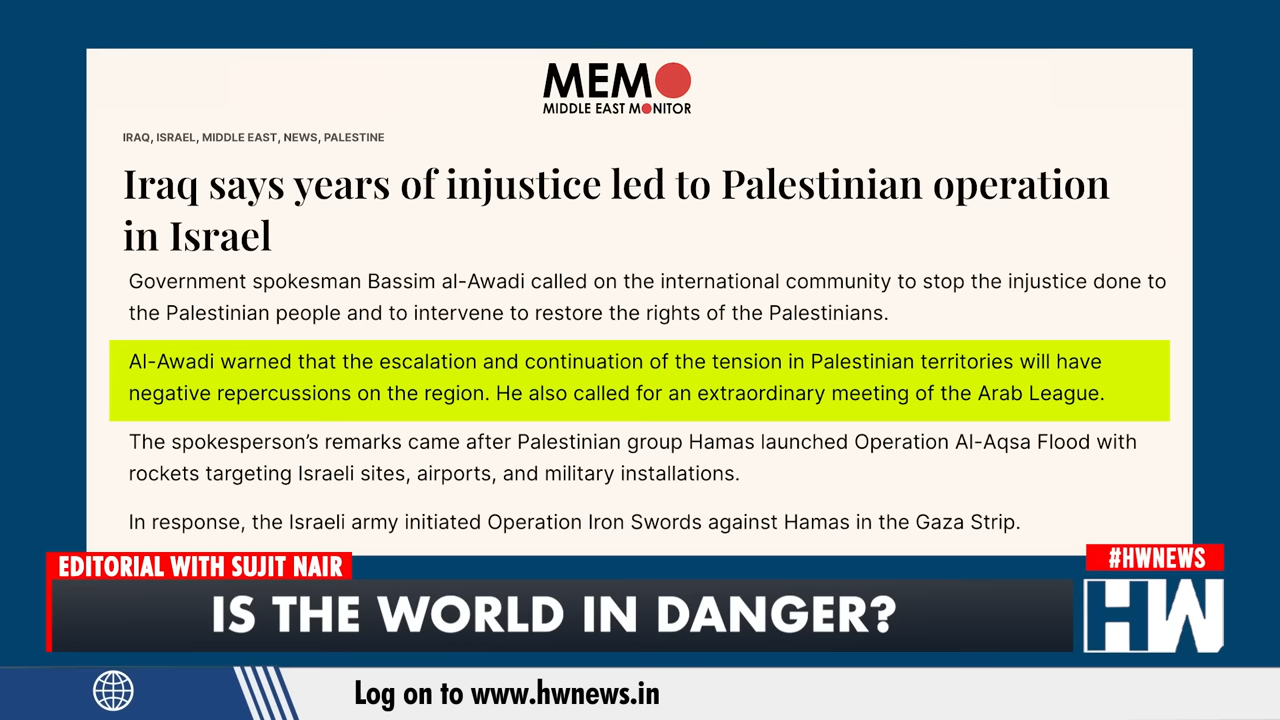 MEMO
MIDDLE EAST MONITOR
IRAQ, ISRAEL, MIDDLE EAST, NEWS, PALESTINE
Iraq says years of injustice led to Palestinian operation
in Israel
Government spokesman Bassim al-Awadi called on the international community to stop the injustice done to
the Palestinian people and to intervene to restore the rights of the Palestinians.
Al-Awadi warned that the escalation and continuation of the tension in Palestinian territories will have
negative repercussions on the region. He also called for an extraordinary meeting of the Arab League.
The spokesperson’s remarks came after Palestinian group Hamas launched Operation Al-Aqsa Flood with
rockets targeting Israeli sites, airports, and military installations.
In response, the Israeli army initiated Operation Iron Swords against Hamas in the Gaza Strip.
EDITORIAL WITH SUJIT NAIR
#HWNEWS
IS THE WORLD IN DANGER?
HW
Log on to www.hwnews.in